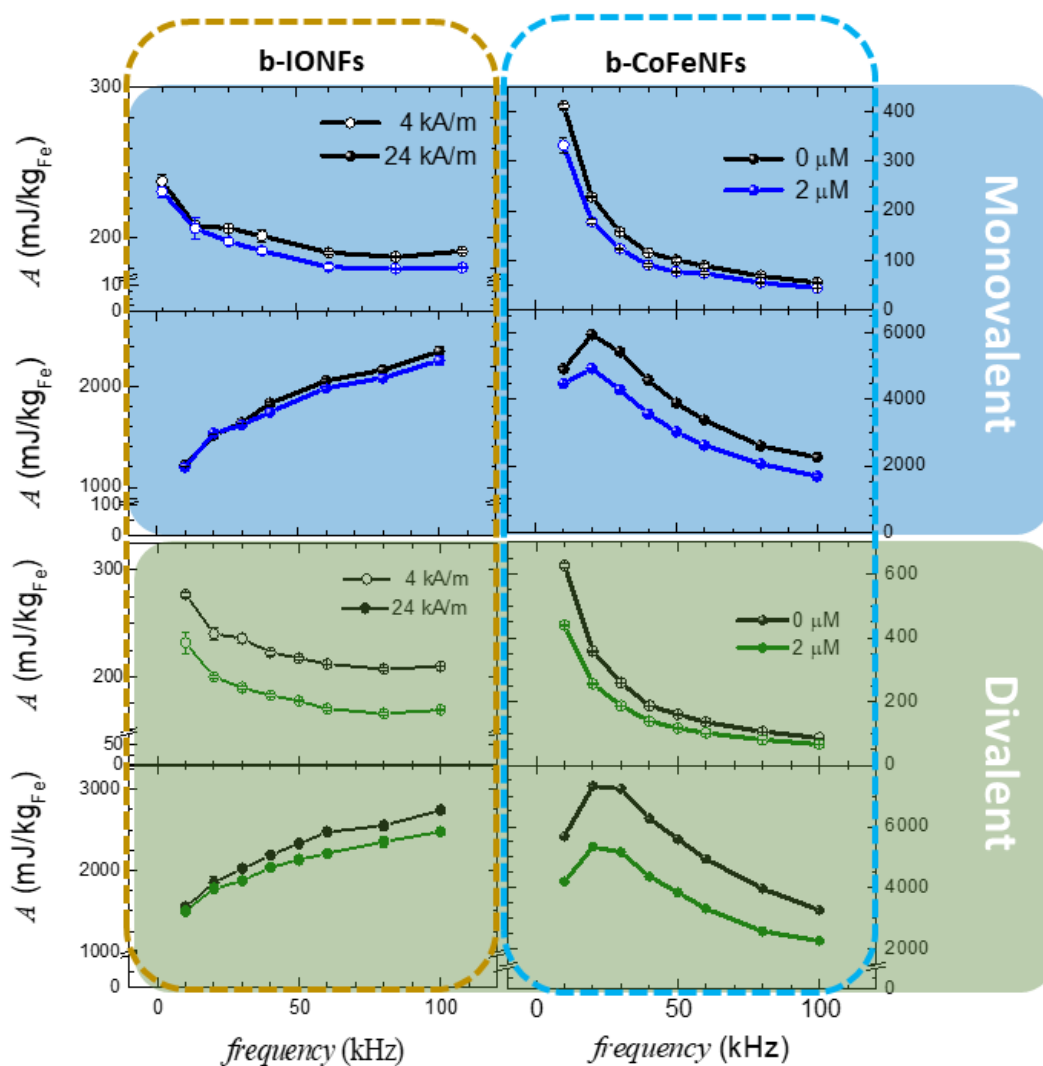 b-IONFs
b-CoFeNFs
300
200
10
0
A (mJ/kgFe)
4 kA/m
24 kA/m
400
300
200
100
0
0 μM
2 μM
Monovalent
2000
1000
100
0
A (mJ/kgFe)
6000
4000
2000
0
300
200
50
0
A (mJ/kgFe)
4 kA/m
24 kA/m
600
400
200
0
0 μM
2 μM
Divalent
3000
2000
1000
0
A (mJ/kgFe)
6000
4000
2000
0
0 50 100
0 50 100
frequency (kHz)
frequency (kHz)